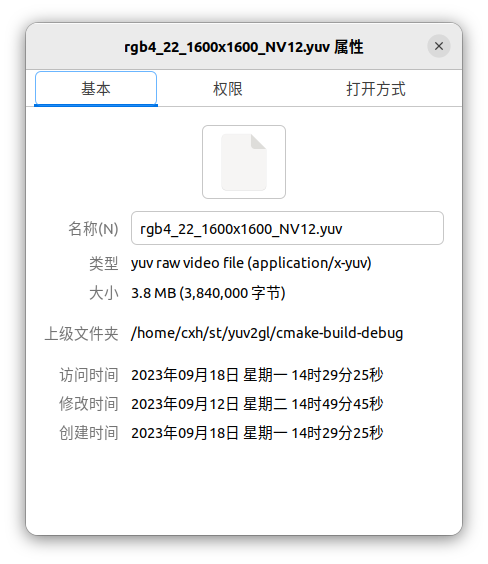 rgb4_22_1600x1600_NV12.yuv 属性
基本
权限
打开方式
名称(N)
rgb4_22_1600x1600_NV12.yuv
类型
yuv raw video file (application/x-yuv)
大小
3.8 MB (3,840,000 字节)
上级文件夹
/home/cxh/st/yuv2gl/cmake-build-debug
访问时间
2023年09月18日 星期一 14时29分25秒
修改时间
2023年09月12日 星期二 14时49分45秒
创建时间
2023年09月18日 星期一 14时29分25秒